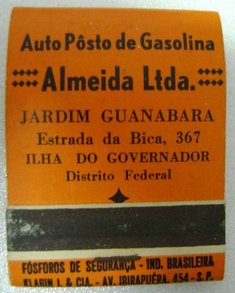 Auto Pôsto de Gasolina
Almeida Ltda.
JARDIM GUANABARA
Estrada da Bica, 367
ILHA DO GOVERNADOR
Distrito Federal
FÓSFOROS DE SEGURANÇA - IND. BRASILEIRA
KLABIN I. & CIA. - AV. IBIRAPUÉRA, 454 - S. P.